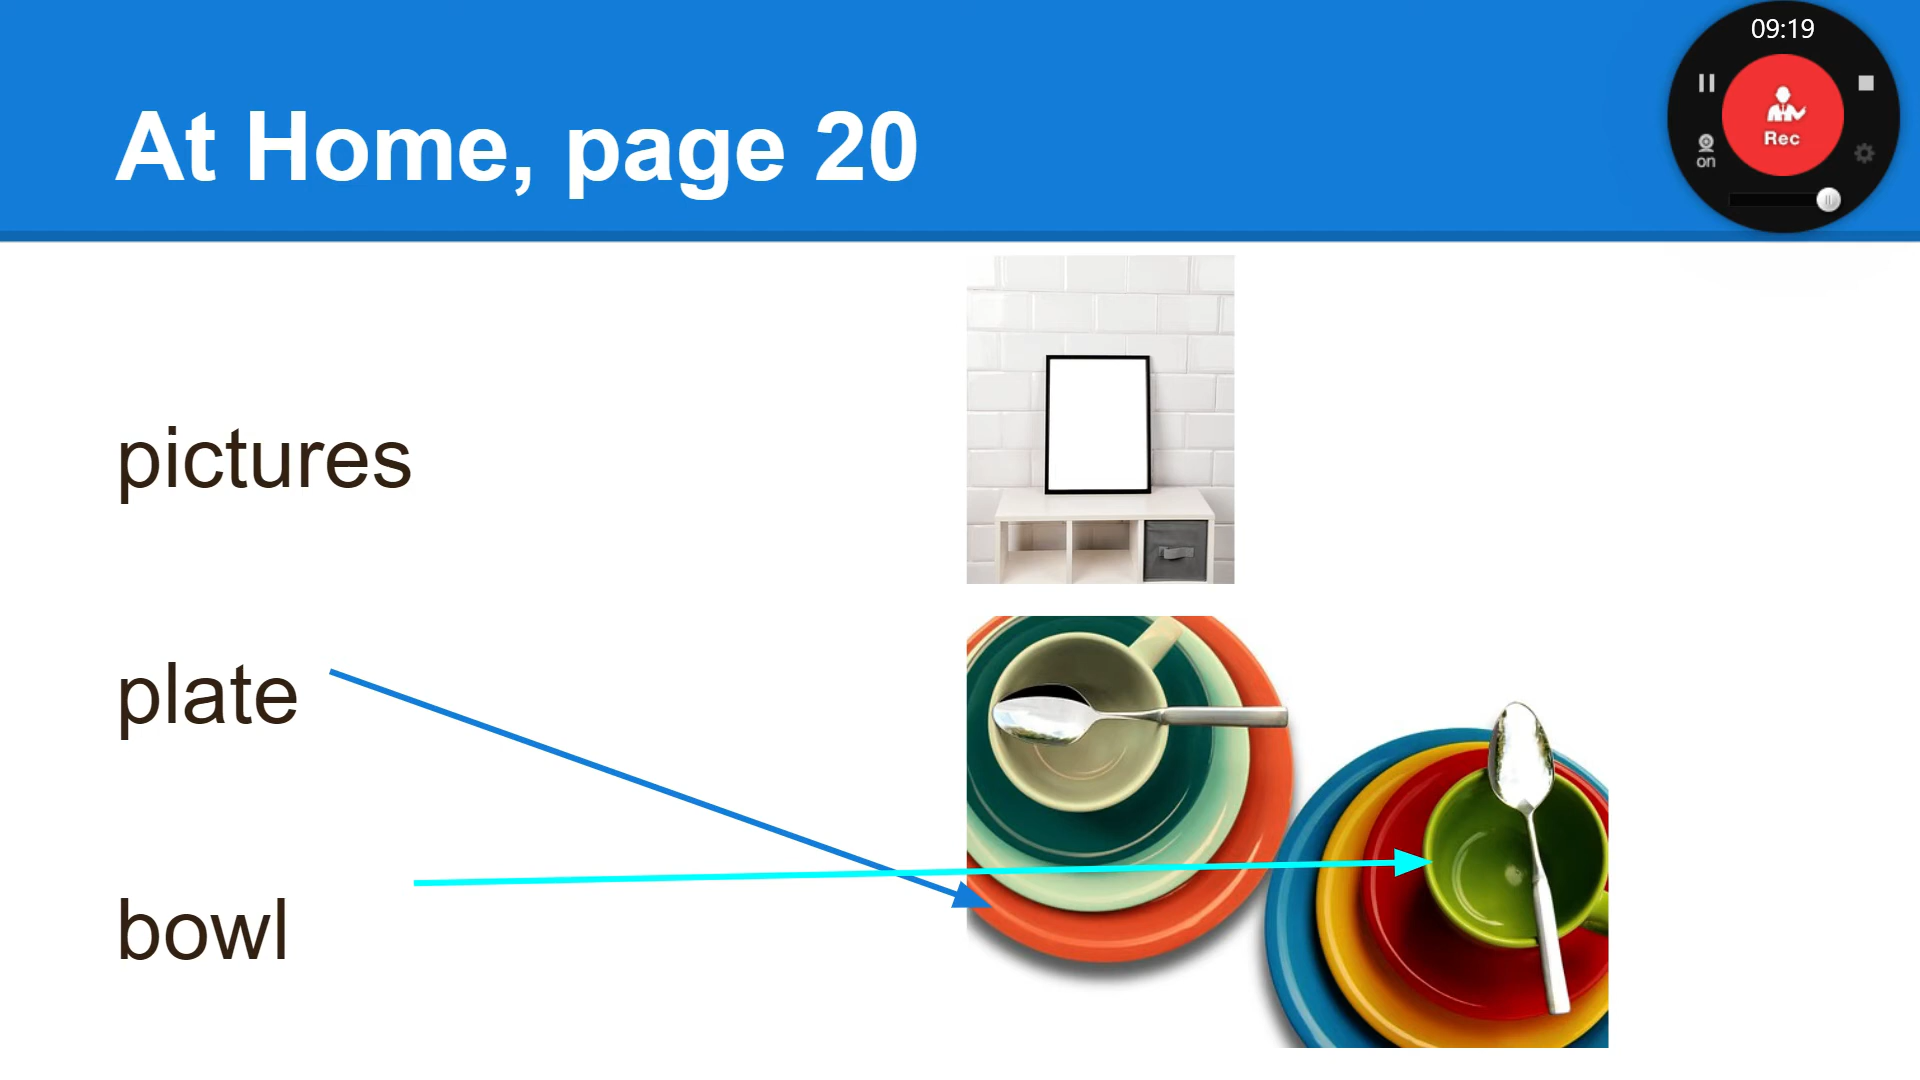 At Home, page 20
09:19
Rec
on
pictures
plate
bowl